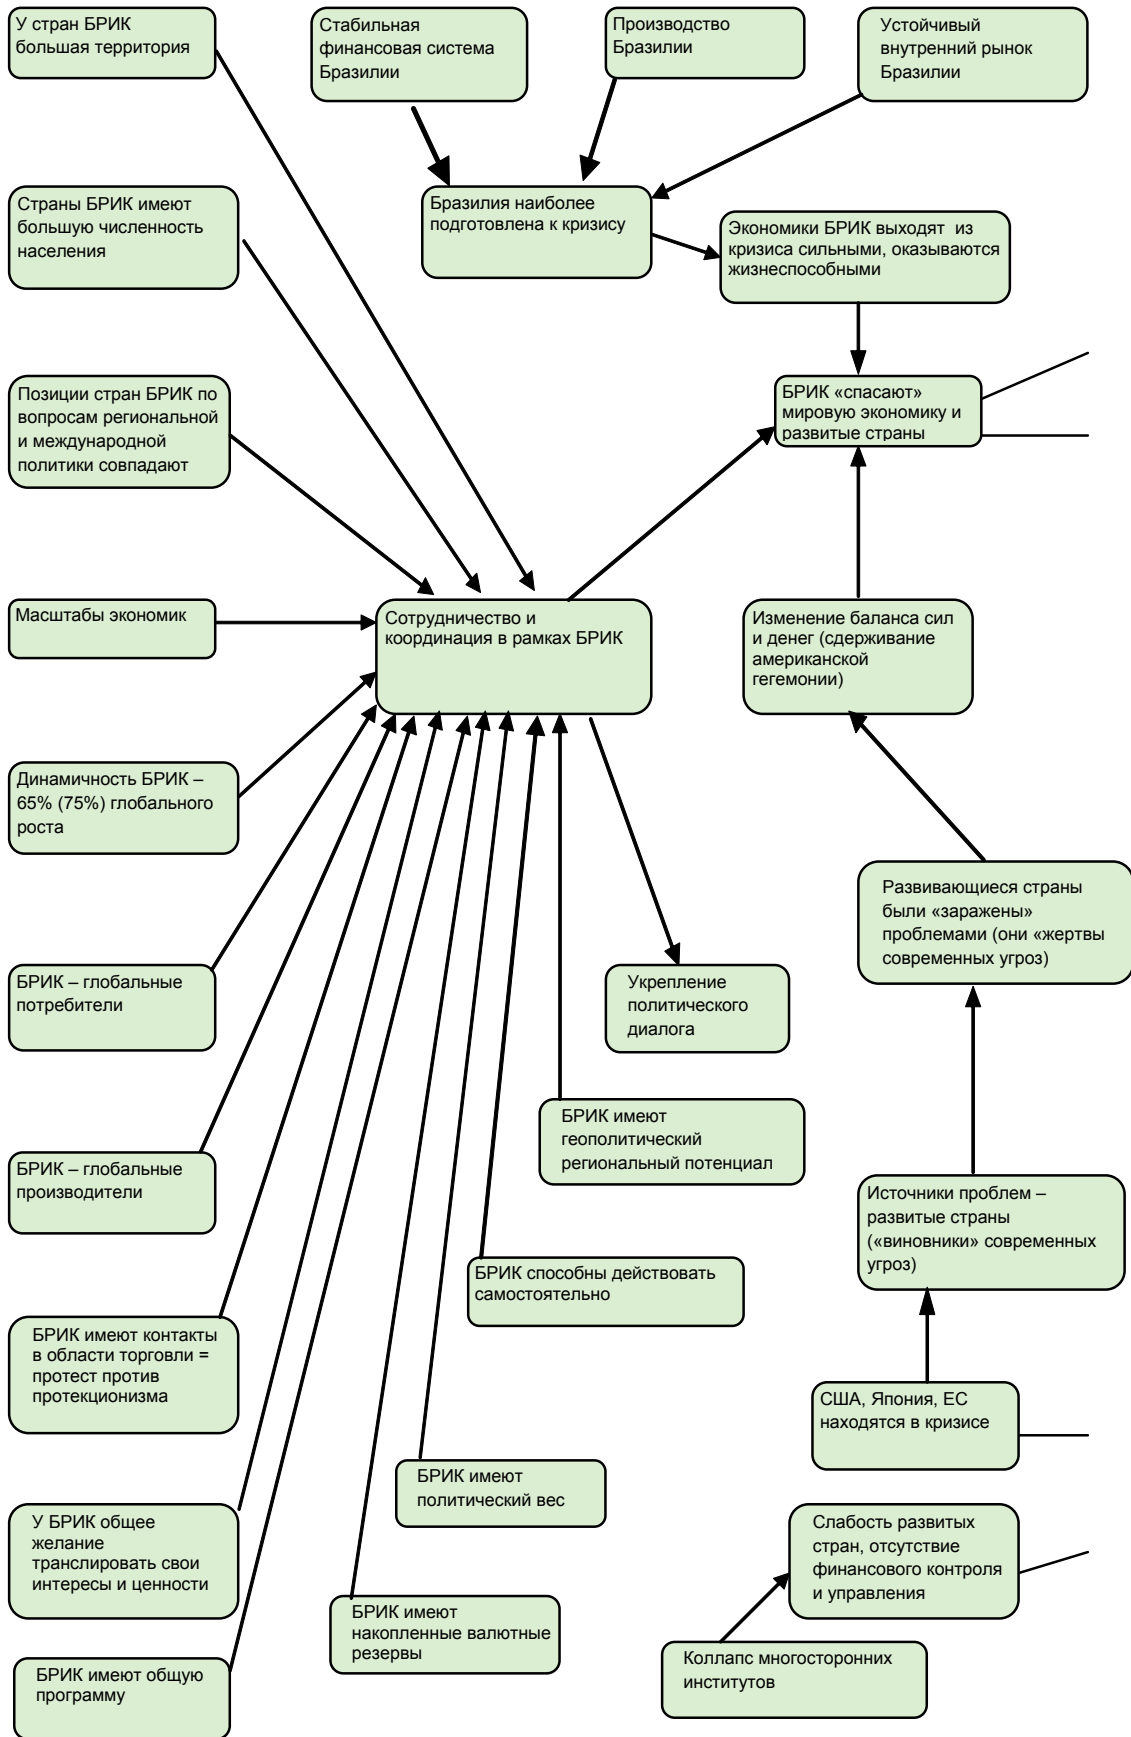 У стран БРИК
большая территория
Стабильная
финансовая система
Бразилии
Производство
Бразилии
Устойчивый
внутренний рынок
Бразилии
Страны БРИК имеют
большую численность
населения
Бразилия наиболее
подготовлена к кризису
Экономики БРИК выходят из
кризиса сильными, оказываются
жизнеспособными
Позиции стран БРИК по
вопросам региональной
и международной
политики совпадают
БРИК «спасают»
мировую экономику и
развитые страны
Масштабы экономик
Сотрудничество и
координация в рамках БРИК
Изменение баланса сил
и денег (сдерживание
американской
гегемонии)
Динамичность БРИК –
65% (75%) глобального
роста
Развивающиеся страны
были «заражены»
проблемами (они «жертвы
современных угроз)
БРИК – глобальные
потребители
Укрепление
политического
диалога
БРИК имеют
геополитический
региональный потенциал
БРИК – глобальные
производители
Источники проблем –
развитые страны
(«виновники» современных
угроз)
БРИК способны действовать
самостоятельно
БРИК имеют контакты
в области торговли =
протест против
протекционизма
США, Япония, ЕС
находятся в кризисе
БРИК имеют
политический вес
У БРИК общее
желание
транслировать свои
интересы и ценности
Слабость развитых
стран, отсутствие
финансового контроля
и управления
БРИК имеют
накопленные валютные
резервы
Коллапс многосторонних
институтов
БРИК имеют общую
программу